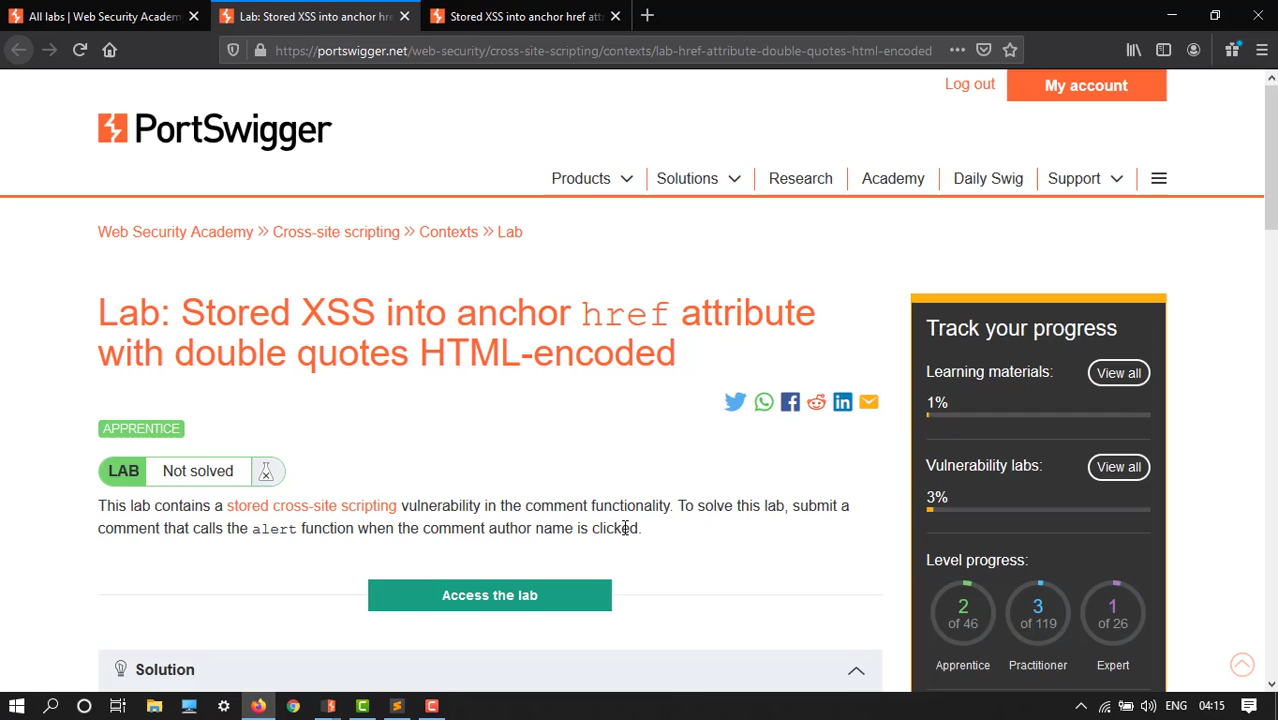 All labs | Web Security Academ
Lab: Stored XSS into anchor hr
Stored XSS into anchor href att
https://portswigger.net/web-security/cross-site-scripting/contexts/lab-href-attribute-double-quotes-html-encoded
Log out
My account
PortSwigger
Products
Solutions
Research
Academy
Daily Swig
Support
Web Security Academy >> Cross-site scripting >> Contexts >> Lab
Lab: Stored XSS into anchor href attribute
with double quotes HTML-encoded
APPRENTICE
LAB Not solved
This lab contains a stored cross-site scripting vulnerability in the comment functionality. To solve this lab, submit a
comment that calls the alert function when the comment author name is clicked.
Access the lab
Solution
Track your progress
Learning materials:
View all
1%
Vulnerability labs:
View all
3%
Level progress:
2
of 46
3
of 119
1
of 26
Apprentice
Practitioner
Expert
ENG
04:15